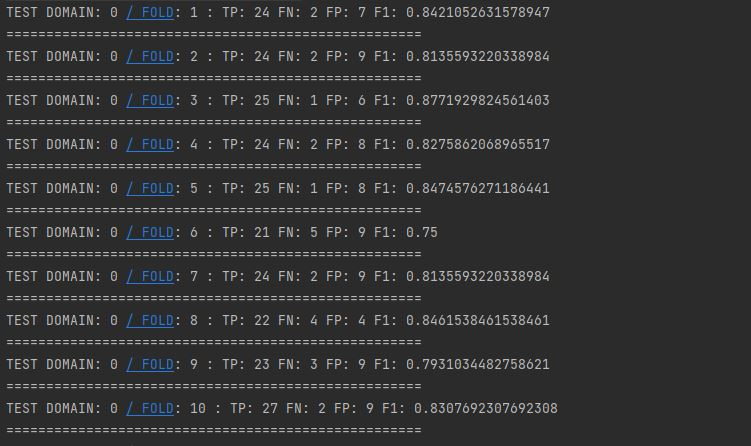 TEST DOMAIN: 0 / FOLD: 1 : TP: 24 FN: 2 FP: 7 F1: 0.8421052631578947
====================================================
TEST DOMAIN: 0 / FOLD: 2 : TP: 24 FN: 2 FP: 9 F1: 0.8135593220338984
====================================================
TEST DOMAIN: 0 / FOLD: 3 : TP: 25 FN: 1 FP: 6 F1: 0.8771929824561403
====================================================
TEST DOMAIN: 0 / FOLD: 4 : TP: 24 FN: 2 FP: 8 F1: 0.8275862068965517
====================================================
TEST DOMAIN: 0 / FOLD: 5 : TP: 25 FN: 1 FP: 8 F1: 0.8474576271186441
====================================================
TEST DOMAIN: 0 / FOLD: 6 : TP: 21 FN: 5 FP: 9 F1: 0.75
====================================================
TEST DOMAIN: 0 / FOLD: 7 : TP: 24 FN: 2 FP: 9 F1: 0.8135593220338984
====================================================
TEST DOMAIN: 0 / FOLD: 8 : TP: 22 FN: 4 FP: 4 F1: 0.8461538461538461
====================================================
TEST DOMAIN: 0 / FOLD: 9 : TP: 23 FN: 3 FP: 9 F1: 0.7931034482758621
====================================================
TEST DOMAIN: 0 / FOLD: 10 : TP: 27 FN: 2 FP: 9 F1: 0.8307692307692308
====================================================